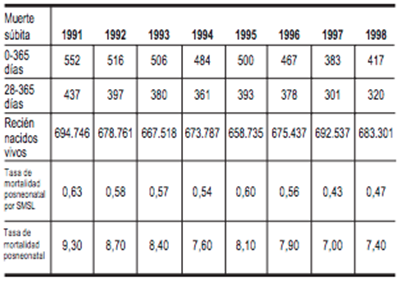 Muerte súbita 1991 1992 1993 1994 1995 1996 1997 1998
0-365 días 552 516 506 484 500 467 383 417
28-365 días 437 397 380 361 393 378 301 320
Recién nacidos vivos 694.746 678.761 667.518 673.787 658.735 675.437 692.537 683.301
Tasa de mortalidad posneonatal por SMSL 0,63 0,58 0,57 0,54 0,60 0,56 0,43 0,47
Tasa de mortalidad posneonatal 9,30 8,70 8,40 7,60 8,10 7,90 7,00 7,40